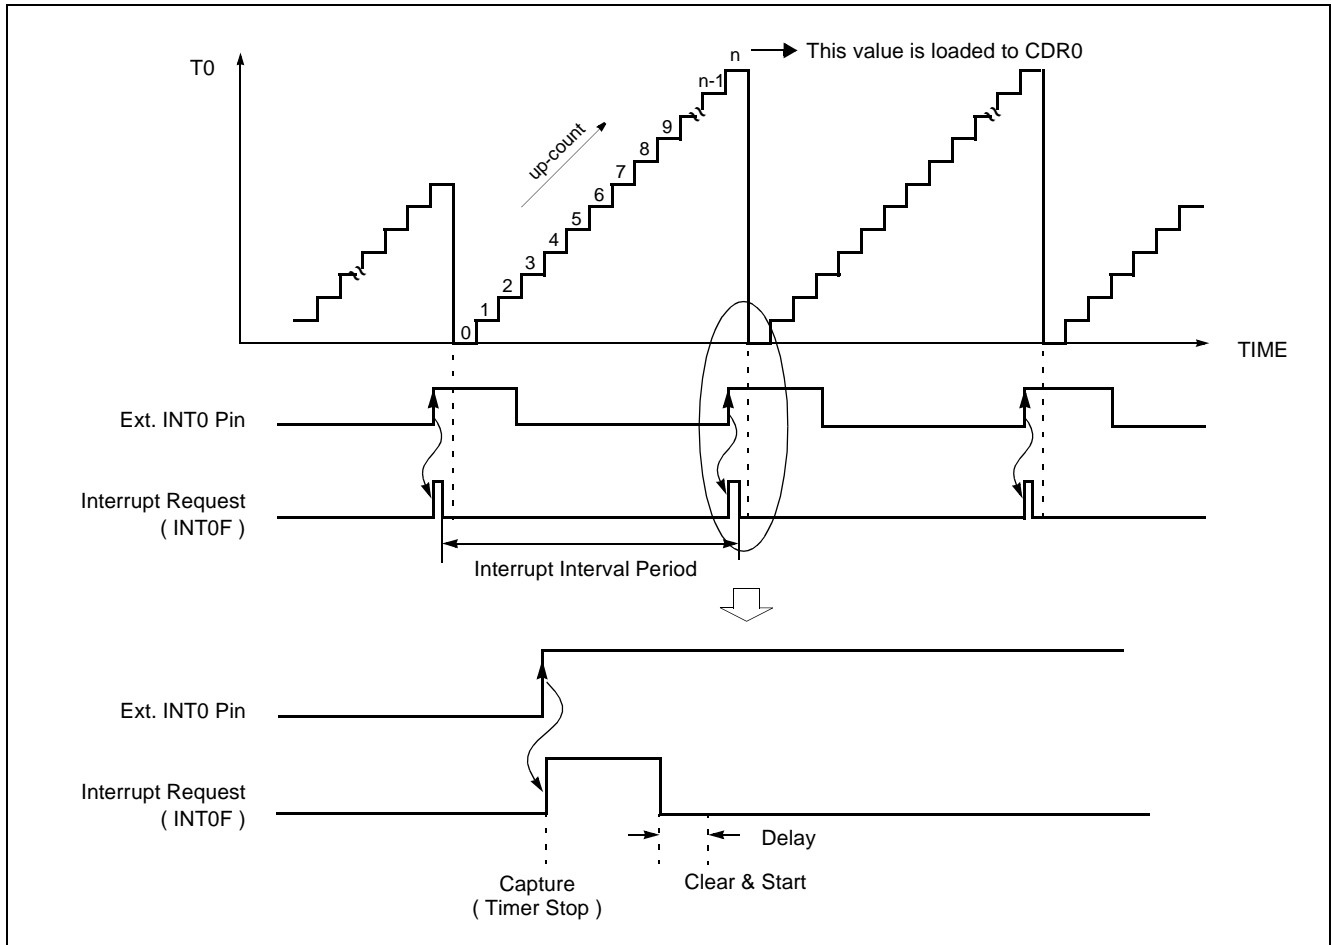 T0
n
This value is loaded to CDR0
n-1
up-count
9
8
7
6
5
4
3
2
1
0
TIME
Ext. INT0 Pin
Interrupt Request
( INT0F )
Interrupt Interval Period
Ext. INT0 Pin
Interrupt Request
( INT0F )
Delay
Capture
( Timer Stop )
Clear & Start